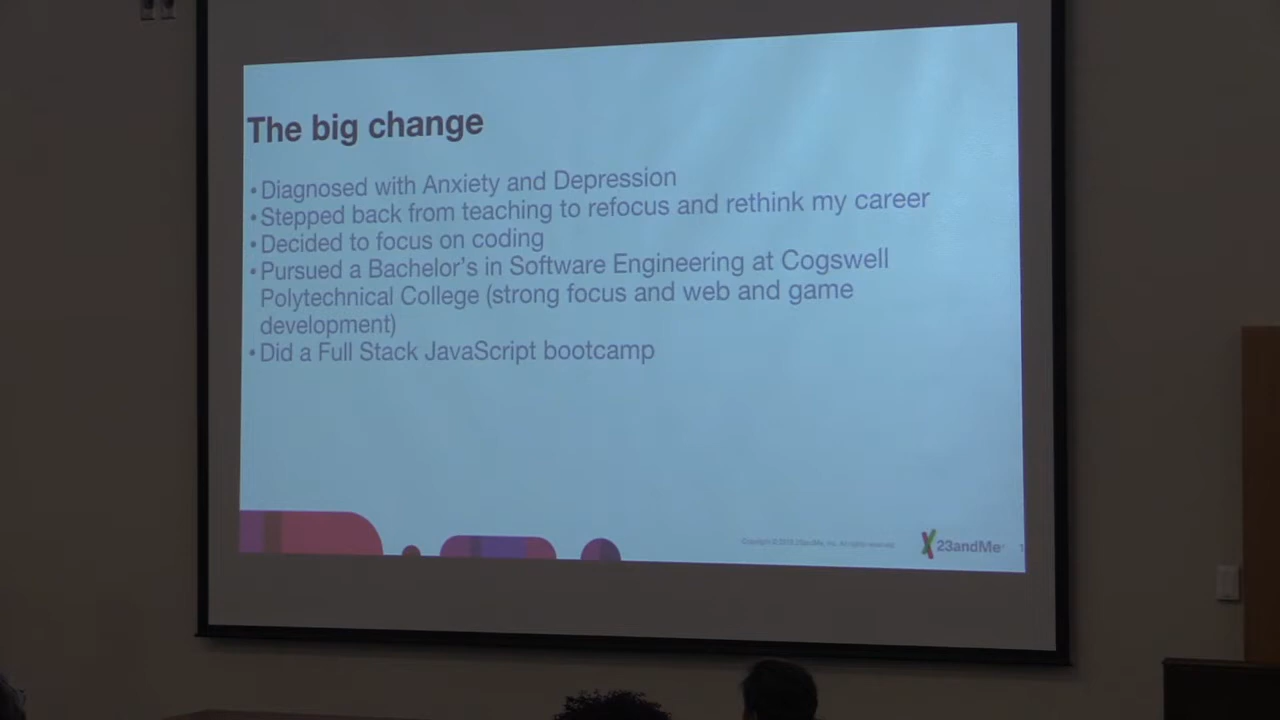 The big change
•Diagnosed with Anxiety and Depression
•Stepped back from teaching to refocus and rethink my career
•Decided to focus on coding
•Pursued a Bachelor's in Software Engineering at Cogswell
Polytechnical College (strong focus and web and game
development)
•Did a Full Stack JavaScript bootcamp
23andMe